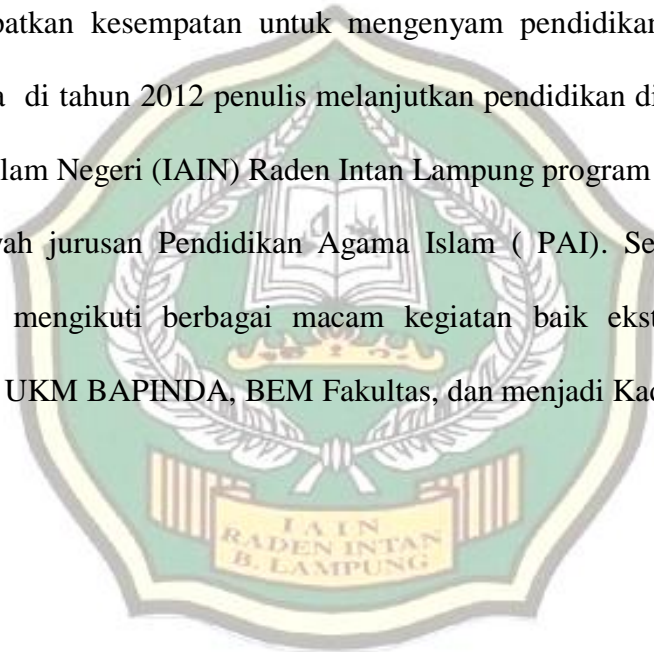 patkan kesempatan untuk mengenyam pendidikan
di tahun 2012 penulis melanjutkan pendidikan di
lam Negeri (IAIN) Raden Intan Lampung program
ah jurusan Pendidikan Agama Islam ( PAI). Se
mengikuti berbagai macam kegiatan baik ekst
UKM BAPINDA, BEM Fakultas, dan menjadi Kad
IAIN
RADEN INTAN
B. LAMPUNG